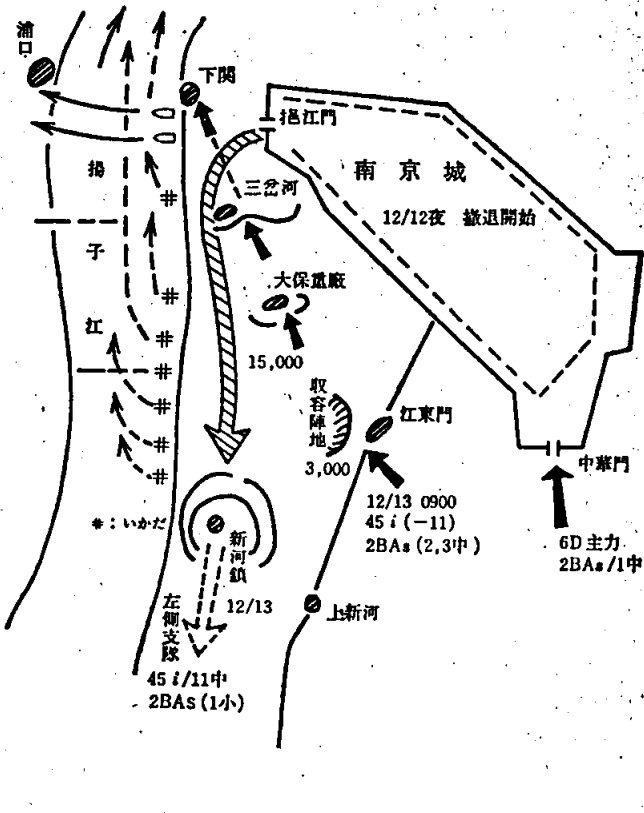 浦口
下関
挹江門
南京城
12/12夜 撤退開始
三岔河
揚子江
大保重廠
15,000
収容陣地
3,000
江東門
12/13 0900
45i(-11)
2BAs(2,3中)
中華門
6D主力
2BAs/1中
#:いかだ
新河鎮
12/13
上新河
左側支隊
45i/11中
2BAs(1小)